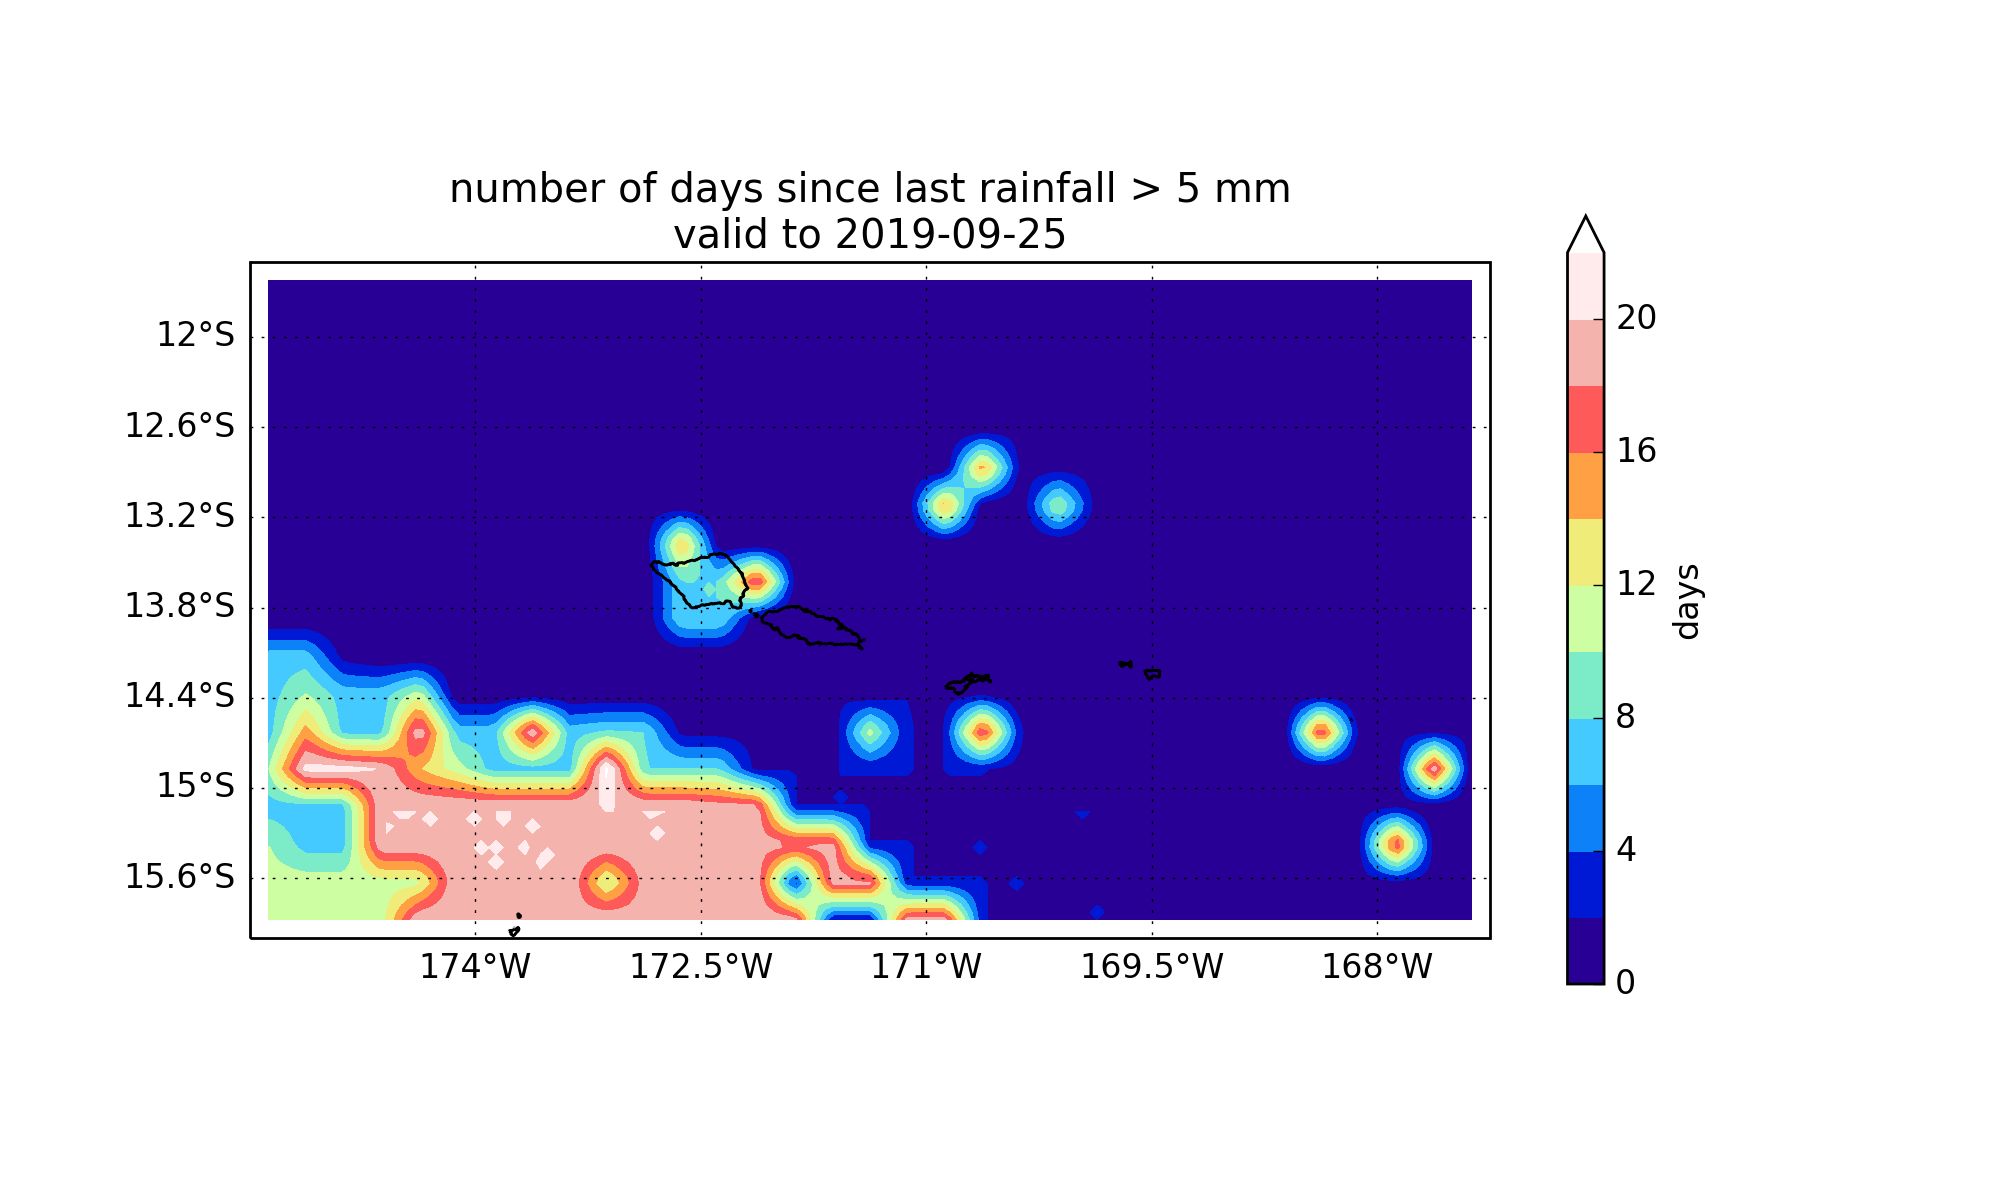 number of days since last rainfall > 5 mm
valid to 2019-09-25
12°S
12.6°S
13.2°S
13.8°S
14.4°S
15°S
15.6°S
174°W
172.5°W
171°W
169.5°W
168°W
20
16
12
8
4
0
days